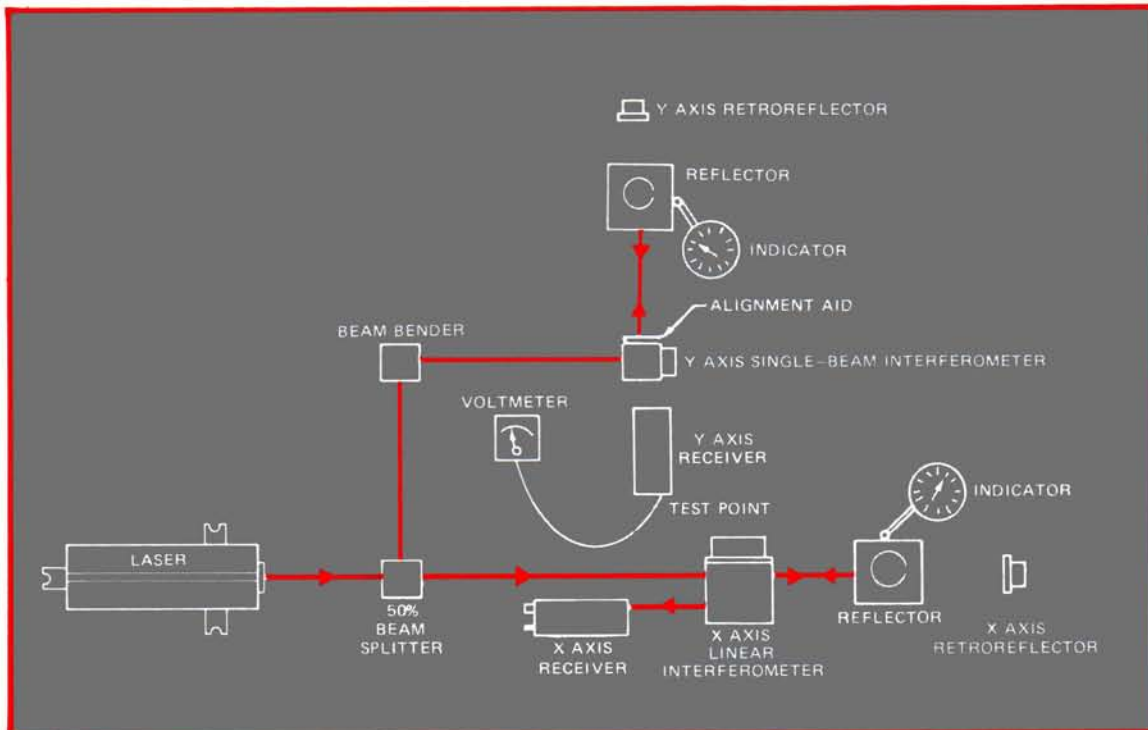 Y AXIS RETROREFLECTOR
REFLECTOR
INDICATOR
ALIGNMENT AID
BEAM BENDER
Y AXIS SINGLE-BEAM INTERFEROMETER
VOLTMETER
Y AXIS
RECEIVER
TEST POINT
INDICATOR
LASER
50%
BEAM
SPLITTER
X AXIS
RECEIVER
X AXIS
LINEAR
INTERFEROMETER
REFLECTOR
X AXIS
RETROREFLECTOR